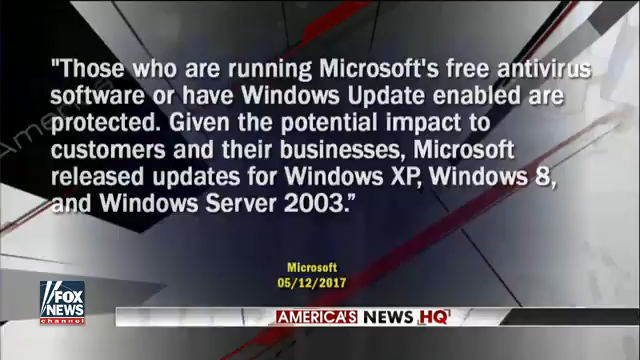 "Those who are running Microsoft's free antivirus
software or have Windows Update enabled are
protected. Given the potential impact to
customers and their businesses, Microsoft
released updates for Windows XP, Windows 8,
and Windows Server 2003.”
Microsoft
05/12/2017
FOX
NEWS
channel
AMERICA'S NEWS HQ